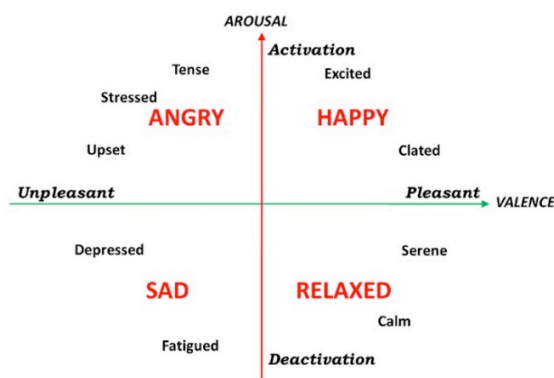 AROUSAL
Activation
Tense
Excited
Stressed
ANGRY
HAPPY
Upset
Clated
Unpleasant
Pleasant
VALENCE
Depressed
Serene
SAD
RELAXED
Calm
Fatigued
Deactivation